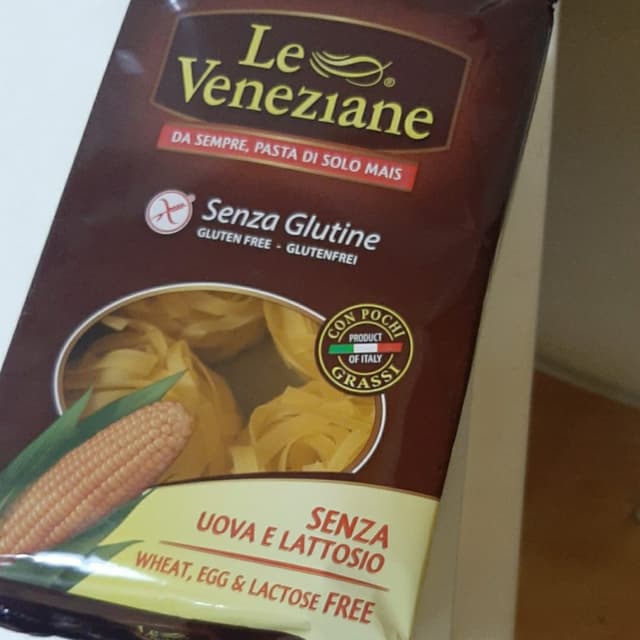 Le
Veneziane®
DA SEMPRE, PASTA DI SOLO MAIS
Senza Glutine
GLUTEN FREE - GLUTENFREI
CON POCHI
PRODUCT
OF ITALY
GRASSI
SENZA
UOVA E LATTOSIO
WHEAT, EGG & LACTOSE FREE